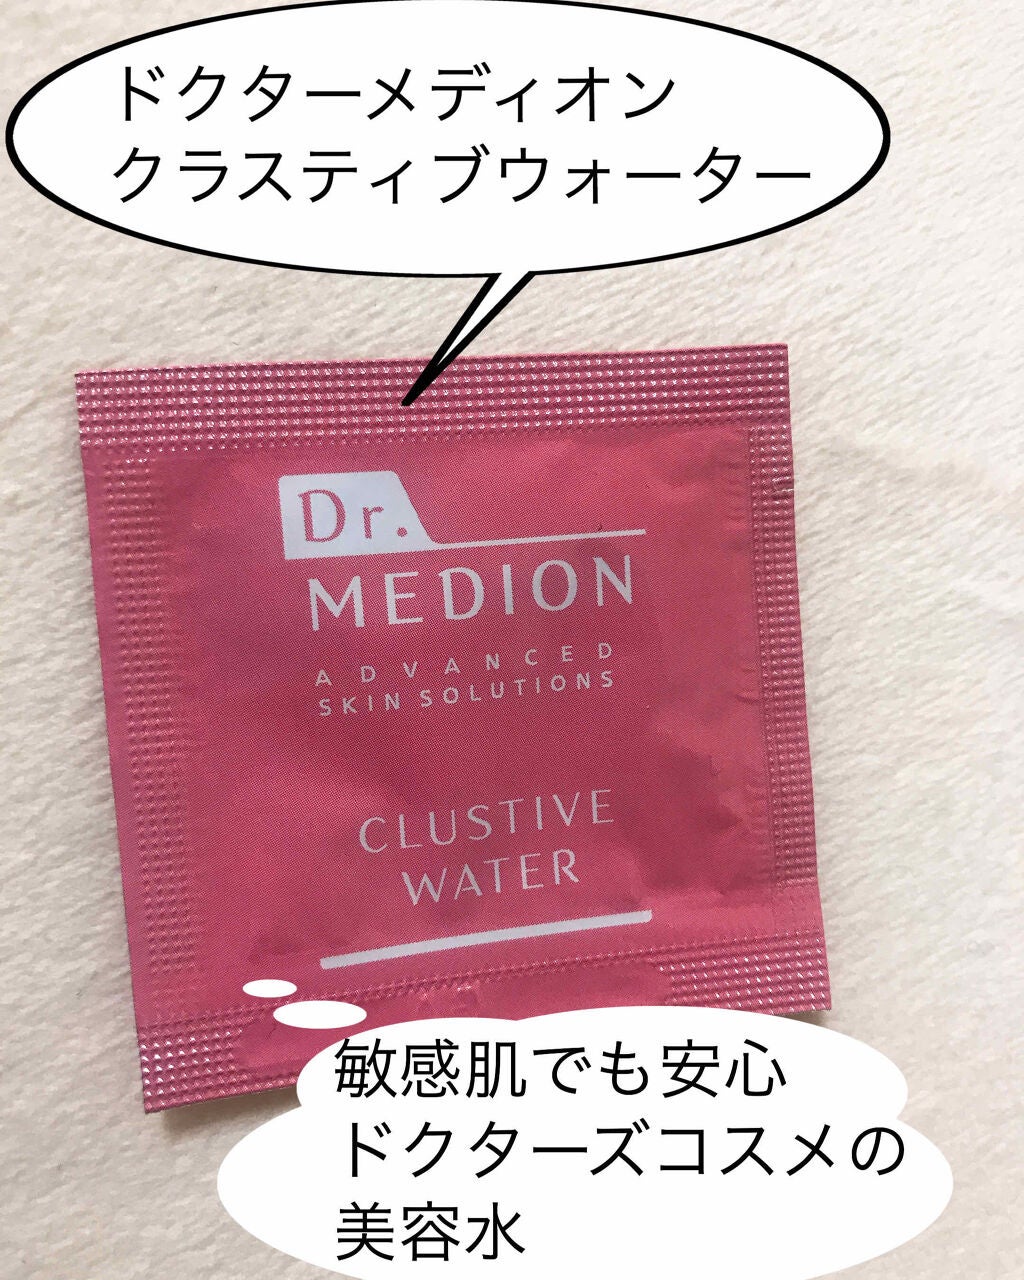 ドクターメディオン
クラスティブウォーター
Dr.
MEDION
ADVANCED
SKIN SOLUTIONS
CLUSTIVE
WATER
敏感肌でも安心
ドクターズコスメの
美容水